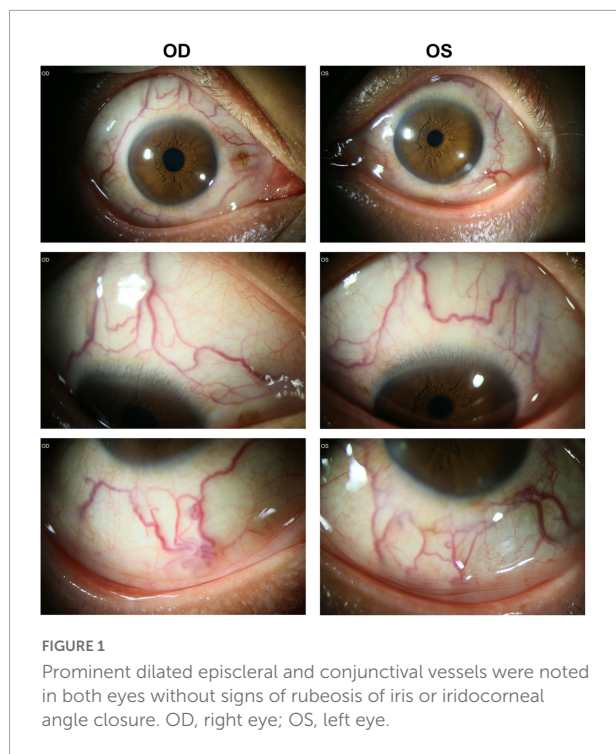 OD
OS
OD
OS
OD
OS
OD
OS
FIGURE 1
Prominent dilated episcleral and conjunctival vessels were noted
in both eyes without signs of rubeosis of iris or iridocorneal
angle closure. OD, right eye; OS, left eye.